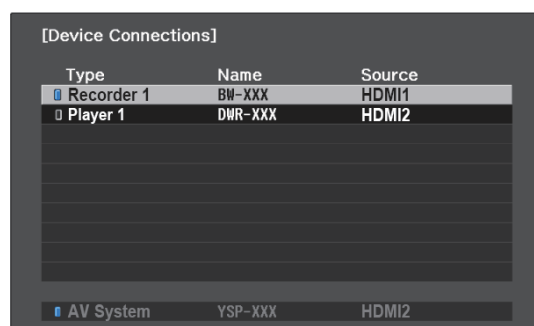 [Device Connections]
Type Name Source
Recorder 1 BW-XXX HDMI1
Player 1 DWR-XXX HDMI2
AV System YSP-XXX HDMI2